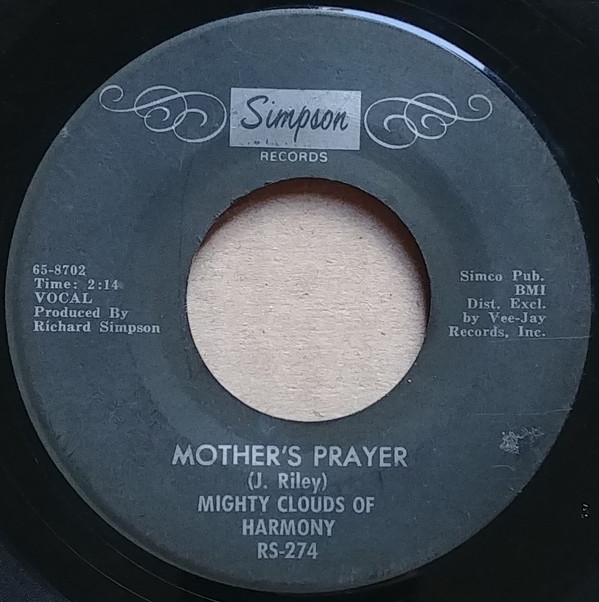 Simpson
RECORDS
65-8702
Time: 2:14
VOCAL
Produced By
Richard Simpson
Simco Pub.
BMI
Dist. Excl.
by Vee-Jay
Records, Inc.
MOTHER'S PRAYER
(J. Riley)
MIGHTY CLOUDS OF
HARMONY
RS-274